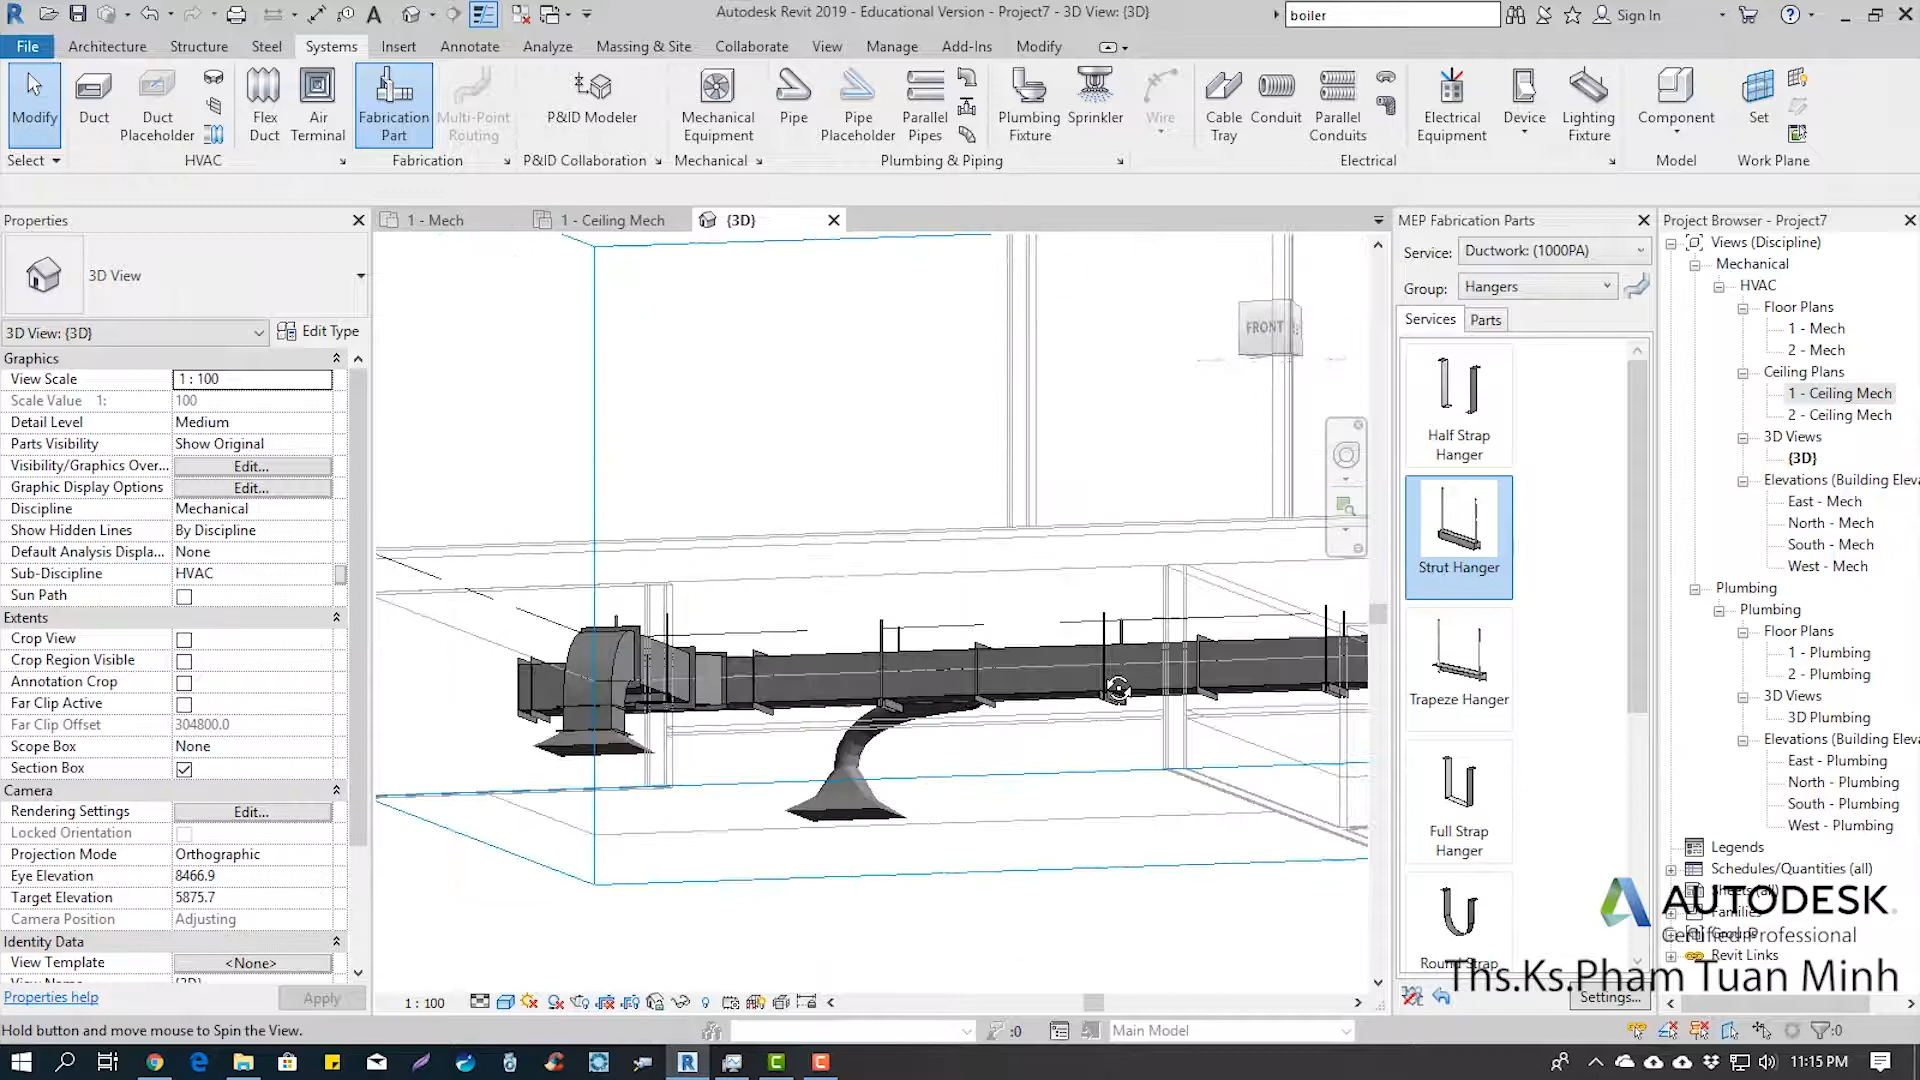 Autodesk Revit 2019 - Educational Version - Project7 - 3D View: {3D}
boiler
Sign In
File Architecture Structure Steel Systems Insert Annotate Analyze Massing & Site Collaborate View Manage Add-Ins Modify
Modify
Duct
Duct Placeholder
Flex Duct
Air Terminal
Fabrication Part
Multi-Point Routing
P&ID Modeler
Mechanical Equipment
Pipe
Pipe Placeholder
Parallel Pipes
Plumbing Fixture
Sprinkler
Wire
Cable Tray
Conduit
Parallel Conduits
Electrical Equipment
Device
Lighting Fixture
Component
Set
Select HVAC Fabrication P&ID Collaboration Mechanical Plumbing & Piping Electrical Model Work Plane
Properties
3D View
3D View: {3D} Edit Type
Graphics
View Scale 1 : 100
Scale Value 1: 100
Detail Level Medium
Parts Visibility Show Original
Visibility/Graphics Over... Edit...
Graphic Display Options Edit...
Discipline Mechanical
Show Hidden Lines By Discipline
Default Analysis Displa... None
Sub-Discipline HVAC
Sun Path
Extents
Crop View
Crop Region Visible
Annotation Crop
Far Clip Active
Far Clip Offset 304800.0
Scope Box None
Section Box
Camera
Rendering Settings Edit...
Locked Orientation
Projection Mode Orthographic
Eye Elevation 8466.9
Target Elevation 5875.7
Camera Position Adjusting
Identity Data
View Template <None>
Properties help Apply
1 - Mech
1 - Ceiling Mech
{3D}
FRONT
1 : 100
MEP Fabrication Parts
Service: Ductwork: (1000PA)
Group: Hangers
Services Parts
Half Strap Hanger
Strut Hanger
Trapeze Hanger
Full Strap Hanger
Round Strap
Settings...
Project Browser - Project7
Views (Discipline)
Mechanical
HVAC
Floor Plans
1 - Mech
2 - Mech
Ceiling Plans
1 - Ceiling Mech
2 - Ceiling Mech
3D Views
{3D}
Elevations (Building Eleva
East - Mech
North - Mech
South - Mech
West - Mech
Plumbing
Plumbing
Floor Plans
1 - Plumbing
2 - Plumbing
3D Views
3D Plumbing
Elevations (Building Eleva
East - Plumbing
North - Plumbing
South - Plumbing
West - Plumbing
Legends
Schedules/Quantities (all)
Sheets (all)
Families
Groups
Revit Links
AUTODESK.
Certified Professional
Ths.Ks.Pham Tuan Minh
Hold button and move mouse to Spin the View.
:0
Main Model
:0
11:15 PM